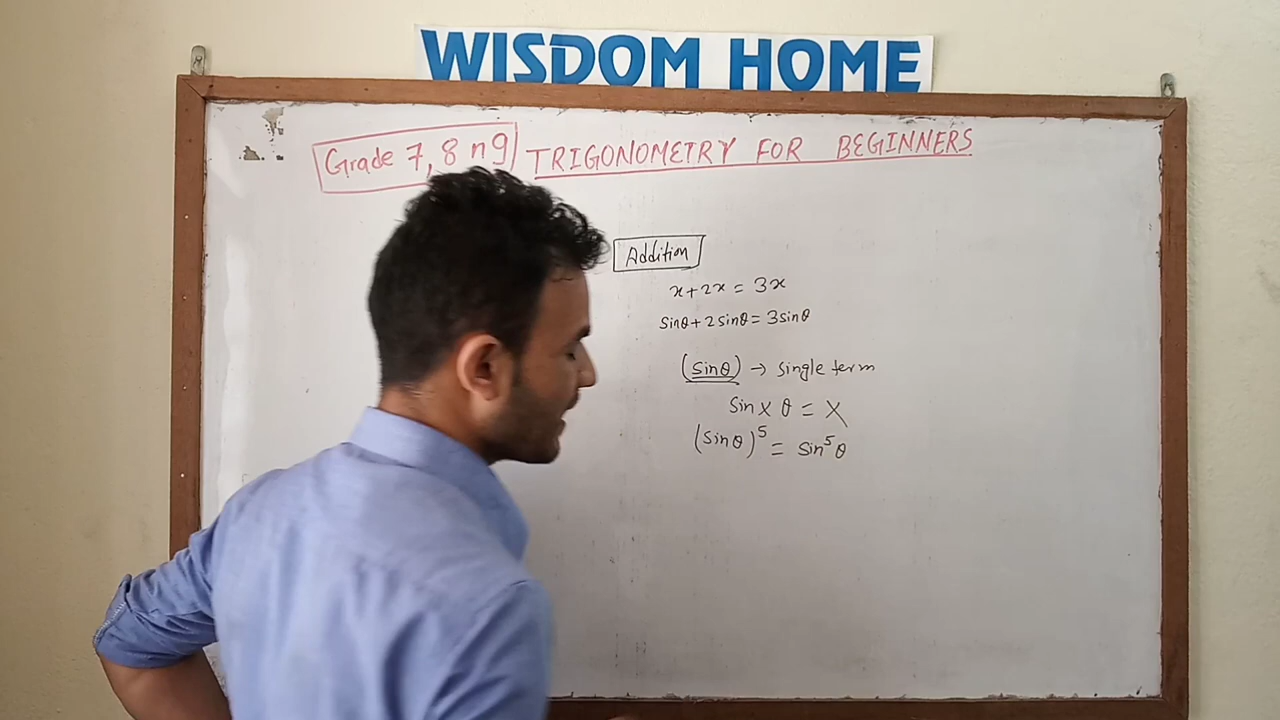 WISDOM HOME
Grade 7, 8 n 9 TRIGONOMETRY FOR BEGINNERS
Addition
x+2x = 3x
sinθ+2sinθ = 3sinθ
(sinθ) → single term
sin x θ = X
(sinθ)⁵ = sin⁵θ